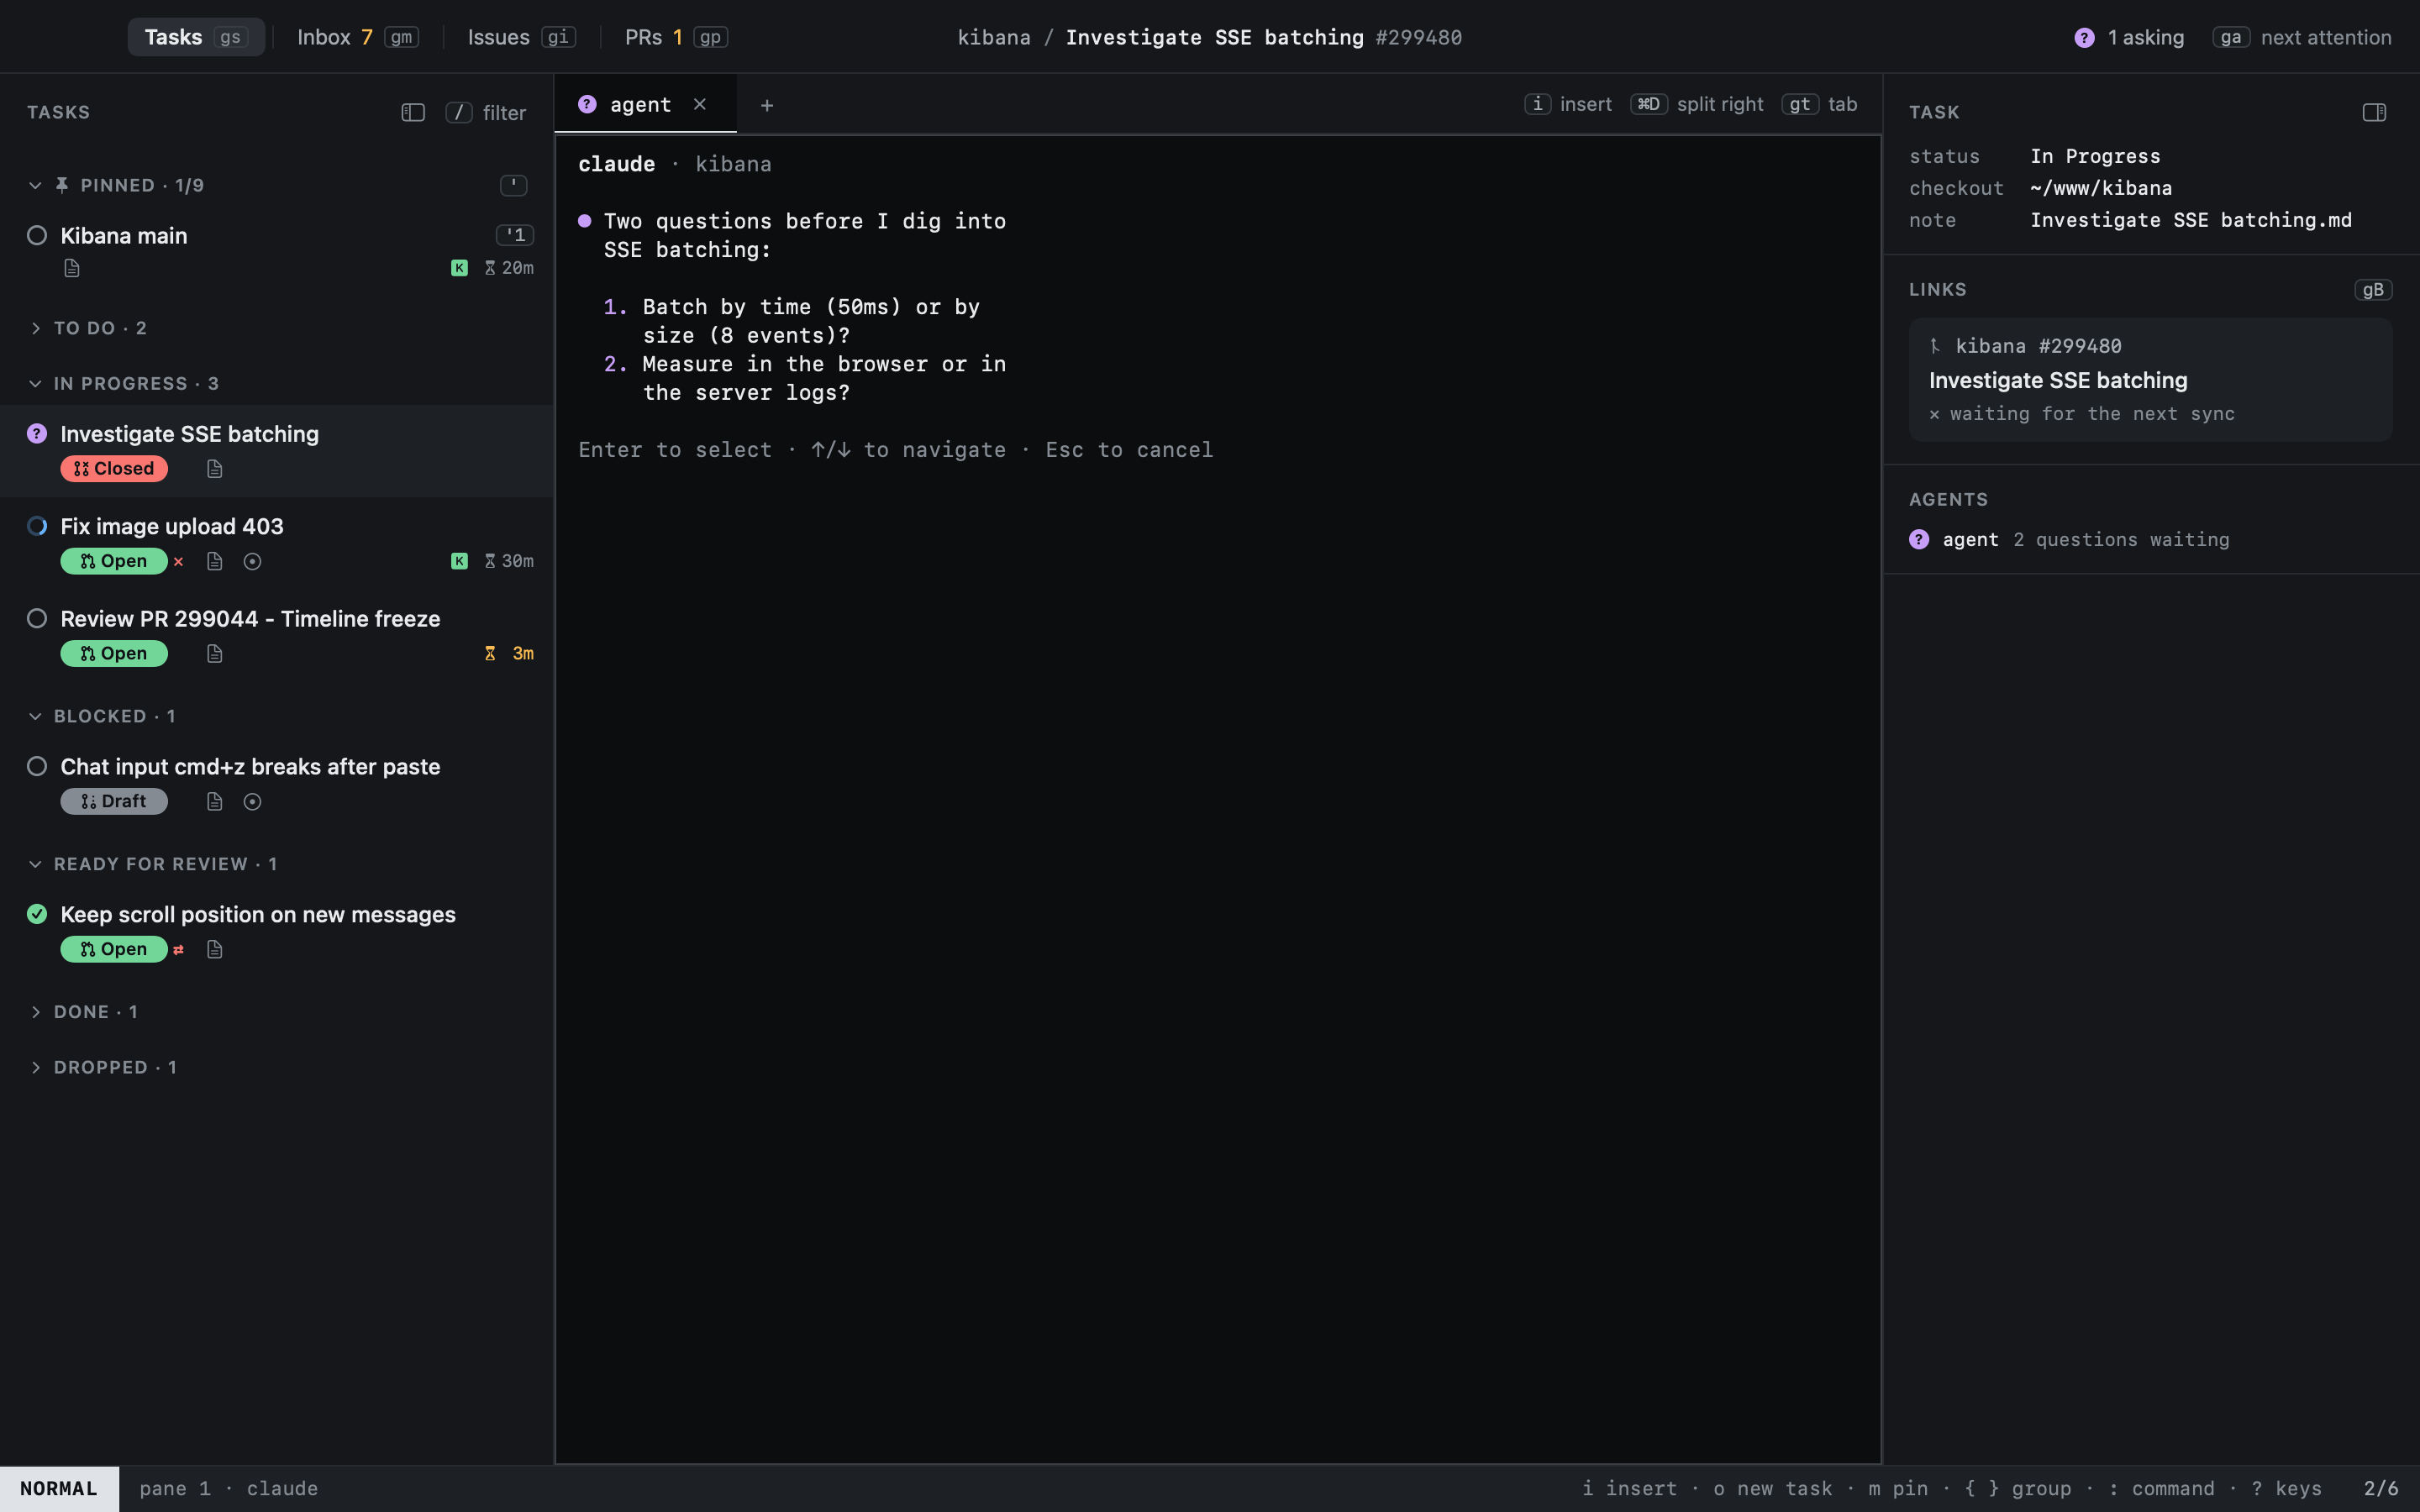 Tasks gs
Inbox 7 gm
Issues gi
PRs 1 gp
kibana / Investigate SSE batching #299480
? 1 asking
ga next attention
TASKS
/ filter
PINNED · 1/9 '
Kibana main '1
K 20m
TO DO · 2
IN PROGRESS · 3
? Investigate SSE batching
Closed
Fix image upload 403
Open × K 30m
Review PR 299044 - Timeline freeze
Open 3m
BLOCKED · 1
Chat input cmd+z breaks after paste
Draft
READY FOR REVIEW · 1
Keep scroll position on new messages
Open ⇄
DONE · 1
DROPPED · 1
? agent × +
i insert ⌘D split right gt tab
claude · kibana
Two questions before I dig into
SSE batching:
1. Batch by time (50ms) or by
size (8 events)?
2. Measure in the browser or in
the server logs?
Enter to select · ↑/↓ to navigate · Esc to cancel
TASK
status In Progress
checkout ~/www/kibana
note Investigate SSE batching.md
LINKS gB
kibana #299480
Investigate SSE batching
× waiting for the next sync
AGENTS
? agent 2 questions waiting
NORMAL pane 1 · claude
i insert · o new task · m pin · { } group · : command · ? keys 2/6